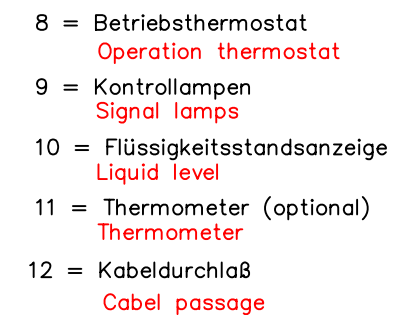 8 = Betriebsthermostat
Operation thermostat
9 = Kontrollampen
Signal lamps
10 = Flüssigkeitsstandsanzeige
Liquid level
11 = Thermometer (optional)
Thermometer
12 = Kabeldurchlaß
Cabel passage